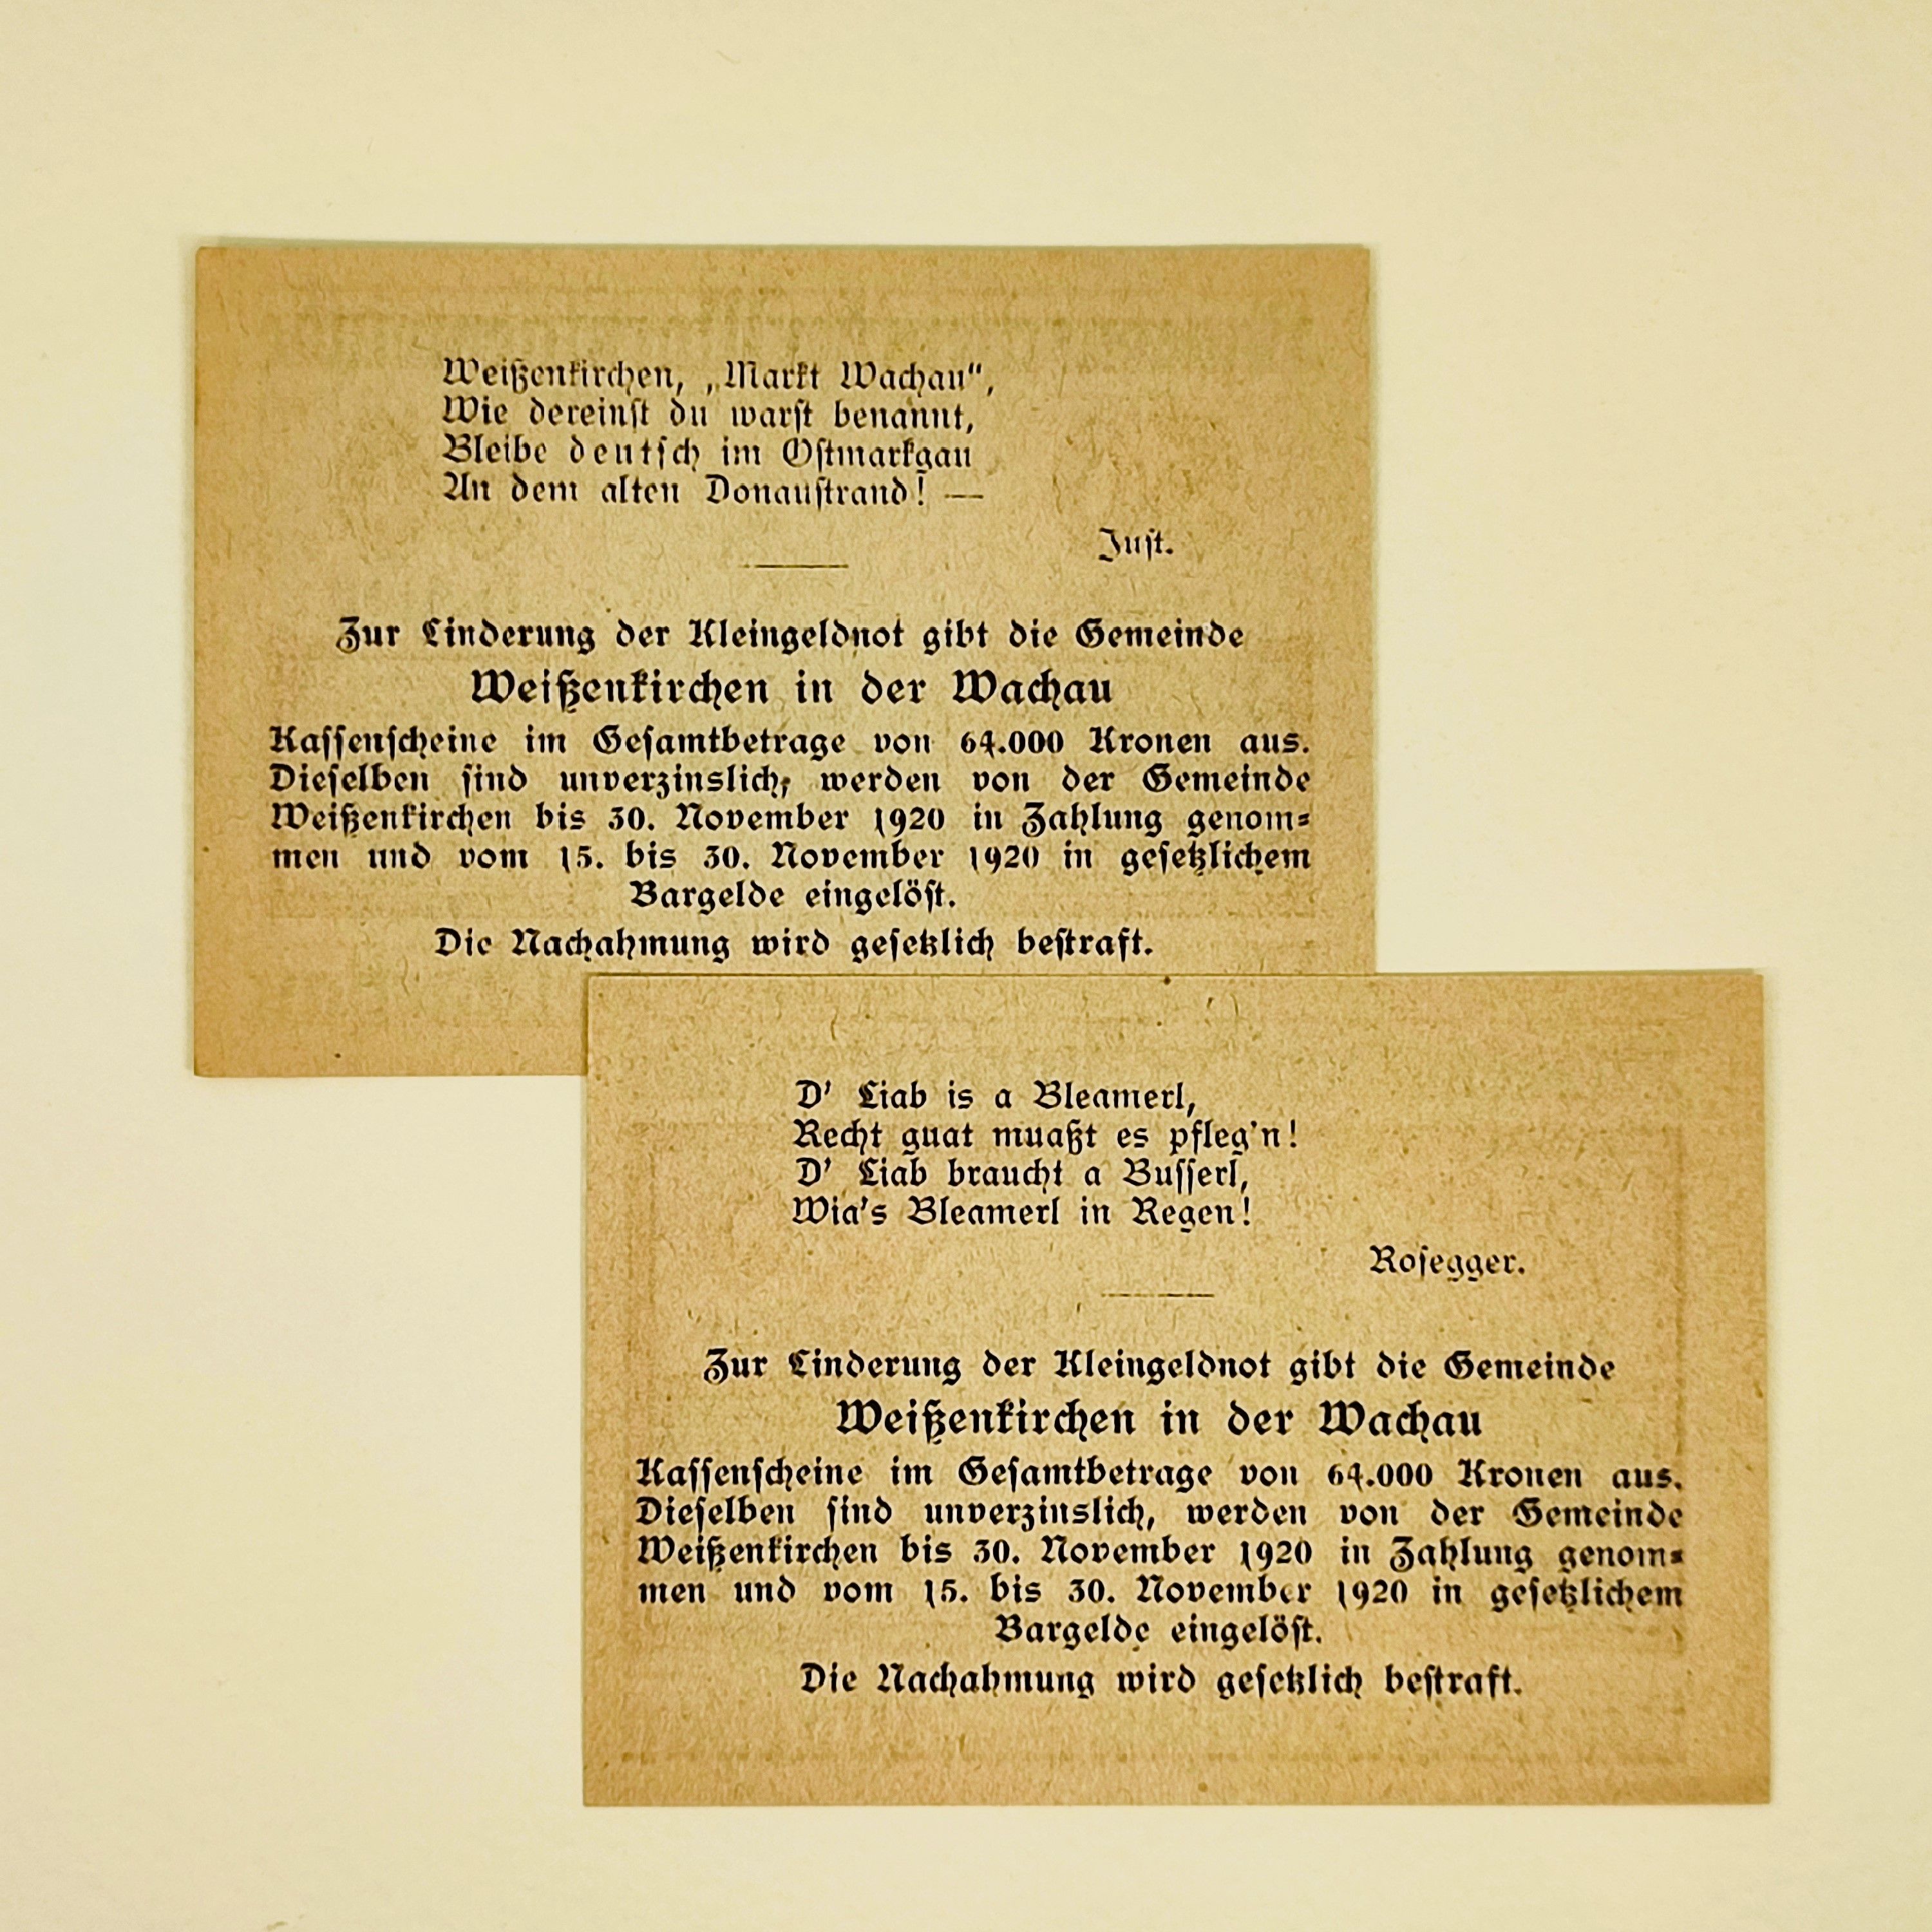 Weißenkirchen, „Markt Wachau“,
Wie dereinst du warst benannt,
Bleibe deutsch im Ostmarkgau
An dem alten Donaustrand! —
Just.
Zur Linderung der Kleingeldnot gibt die Gemeinde
Weißenkirchen in der Wachau
Kassenscheine im Gesamtbetrage von 64.000 Kronen aus.
Dieselben sind unverzinslich, werden von der Gemeinde
Weißenkirchen bis 30. November 1920 in Zahlung genom=
men und vom 15. bis 30. November 1920 in gesetzlichem
Bargelde eingelöst.
Die Nachahmung wird gesetzlich bestraft.
D' Liab is a Bleamerl,
Recht guat muaßt es pfleg'n!
D' Liab braucht a Busserl,
Wia's Bleamerl in Regen!
Rosegger.
Zur Linderung der Kleingeldnot gibt die Gemeinde
Weißenkirchen in der Wachau
Kassenscheine im Gesamtbetrage von 64.000 Kronen aus.
Dieselben sind unverzinslich, werden von der Gemeinde
Weißenkirchen bis 30. November 1920 in Zahlung genom=
men und vom 15. bis 30. November 1920 in gesetzlichem
Bargelde eingelöst.
Die Nachahmung wird gesetzlich bestraft.